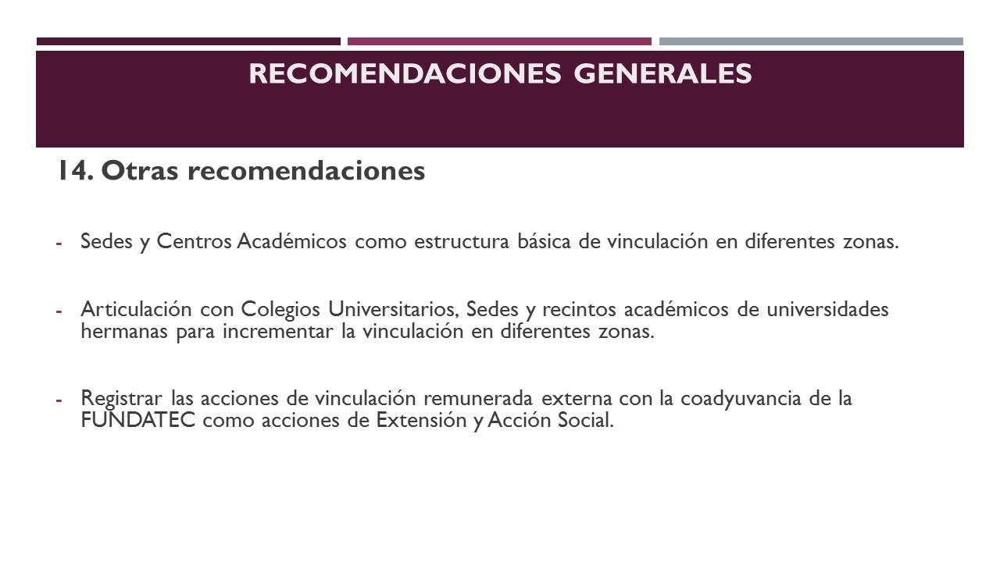 RECOMENDACIONES GENERALES
14. Otras recomendaciones
- Sedes y Centros Académicos como estructura básica de vinculación en diferentes zonas.
- Articulación con Colegios Universitarios, Sedes y recintos académicos de universidades
hermanas para incrementar la vinculación en diferentes zonas.
- Registrar las acciones de vinculación remunerada externa con la coadyuvancia de la
FUNDATEC como acciones de Extensión y Acción Social.